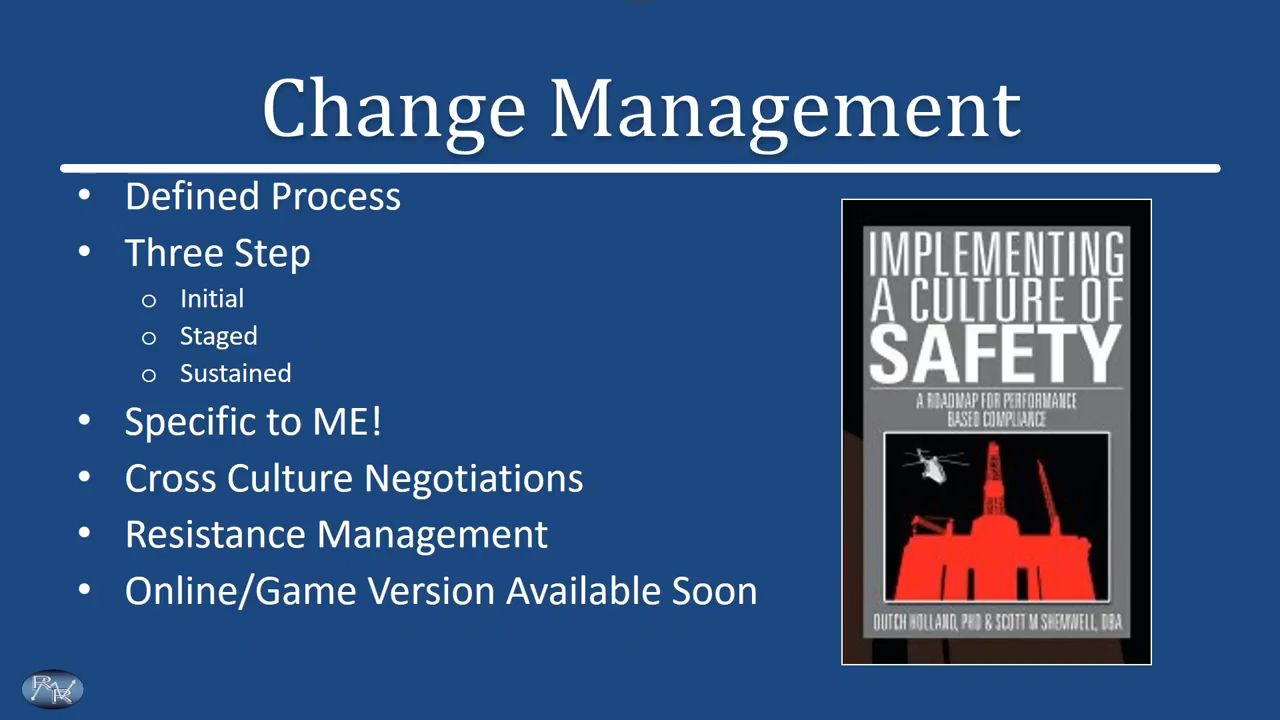 Change Management
• Defined Process
• Three Step
o Initial
o Staged
o Sustained
• Specific to ME!
• Cross Culture Negotiations
• Resistance Management
• Online/Game Version Available Soon
IMPLEMENTING
A CULTURE OF
SAFETY
A ROADMAP FOR PERFORMANCE
BASED COMPLIANCE
DUTCH HOLLAND, PHD & SCOTT M SHEMWELL, DBA
R R